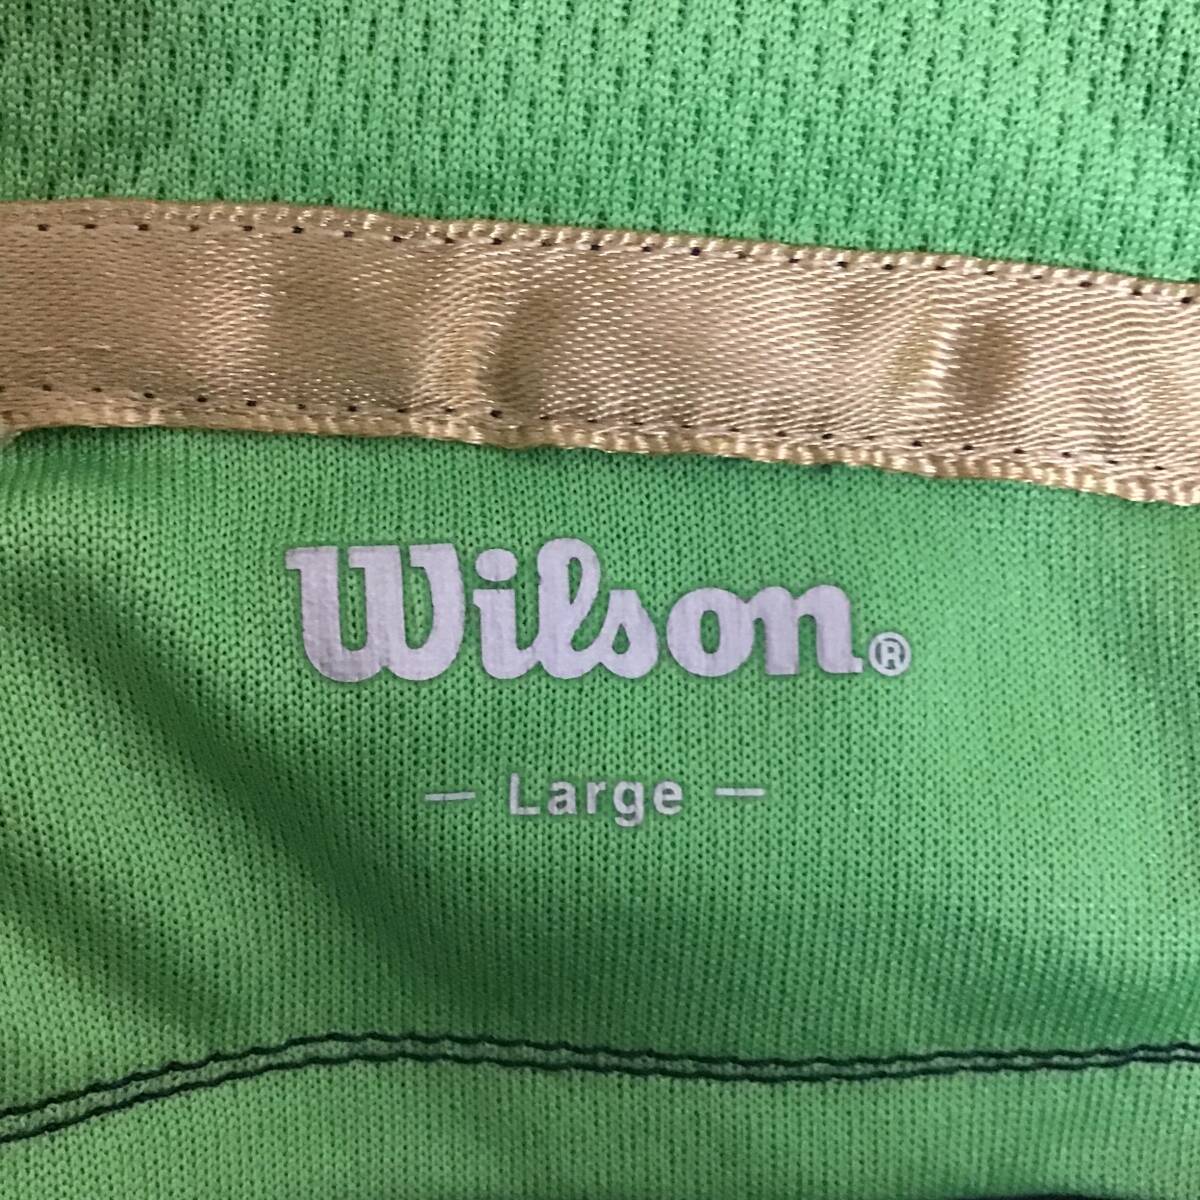 Wilson®
— Large —